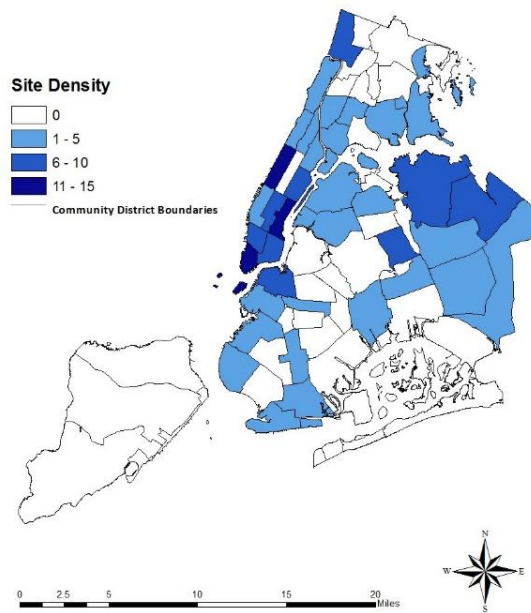 Site Density
0
1 - 5
6 - 10
11 - 15
Community District Boundaries
N
W E
S
0 2.5 5 10 15 20
Miles